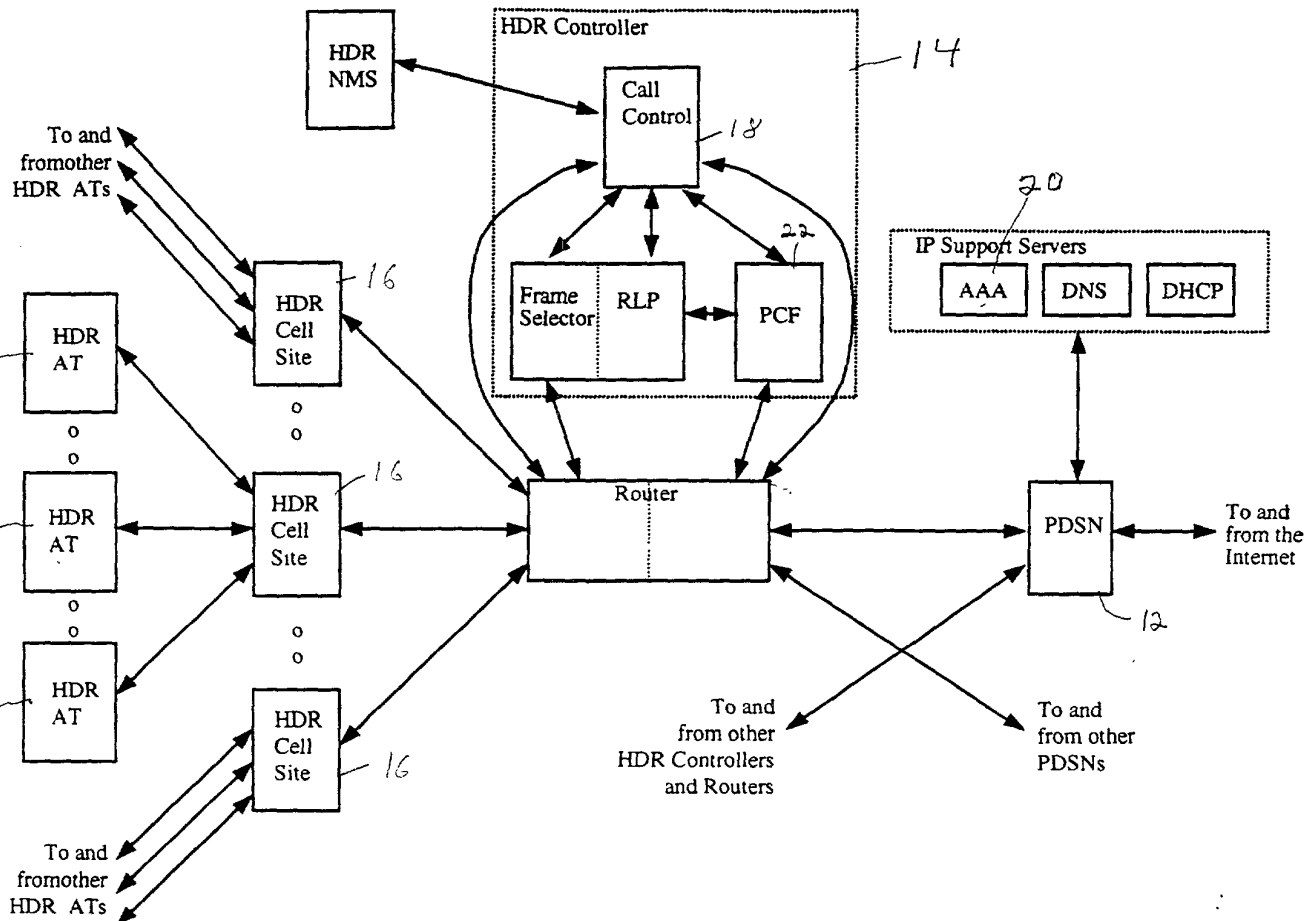 HDR Controller
14
HDR
NMS
Call
Control
18
To and
fromother
HDR ATs
20
IP Support Servers
AAA
DNS
DHCP
22
Frame
Selector
RLP
PCF
16
HDR
Cell
Site
HDR
AT
16
HDR
Cell
Site
HDR
AT
Router
PDSN
To and
from the
Internet
12
HDR
AT
HDR
Cell
Site
16
To and
from other
HDR Controllers
and Routers
To and
from other
PDSNs
To and
fromother
HDR ATs